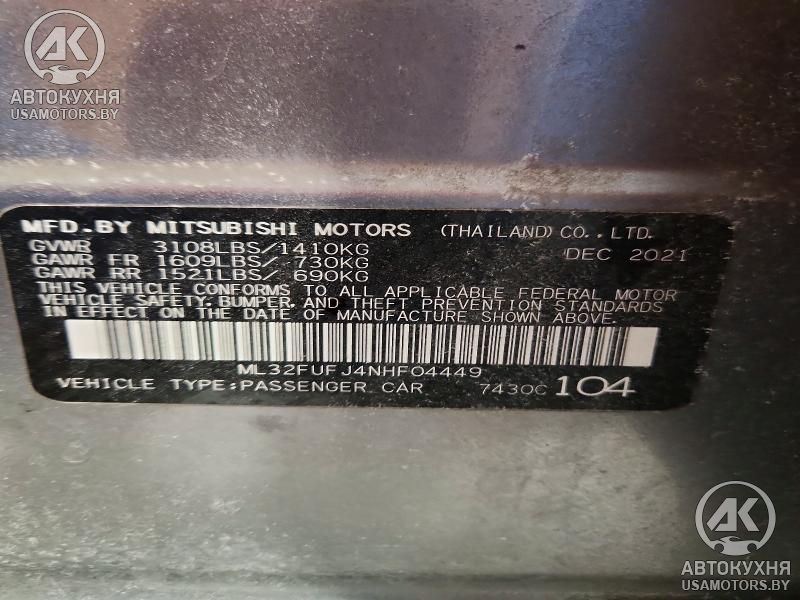 AK
АВТОКУХНЯ
USAMOTORS.BY
MFD.BY MITSUBISHI MOTORS (THAILAND) CO.,LTD.
GVWR 3108LBS/1410KG DEC 2021
GAWR FR 1609LBS/ 730KG
GAWR RR 1521LBS/ 690KG
THIS VEHICLE CONFORMS TO ALL APPLICABLE FEDERAL MOTOR
VEHICLE SAFETY,BUMPER,AND THEFT PREVENTION STANDARDS
IN EFFECT ON THE DATE OF MANUFACTURE SHOWN ABOVE.
ML32FUFJ4NHF04449
VEHICLE TYPE:PASSENGER CAR 7430C 104
AK
АВТОКУХНЯ
USAMOTORS.BY